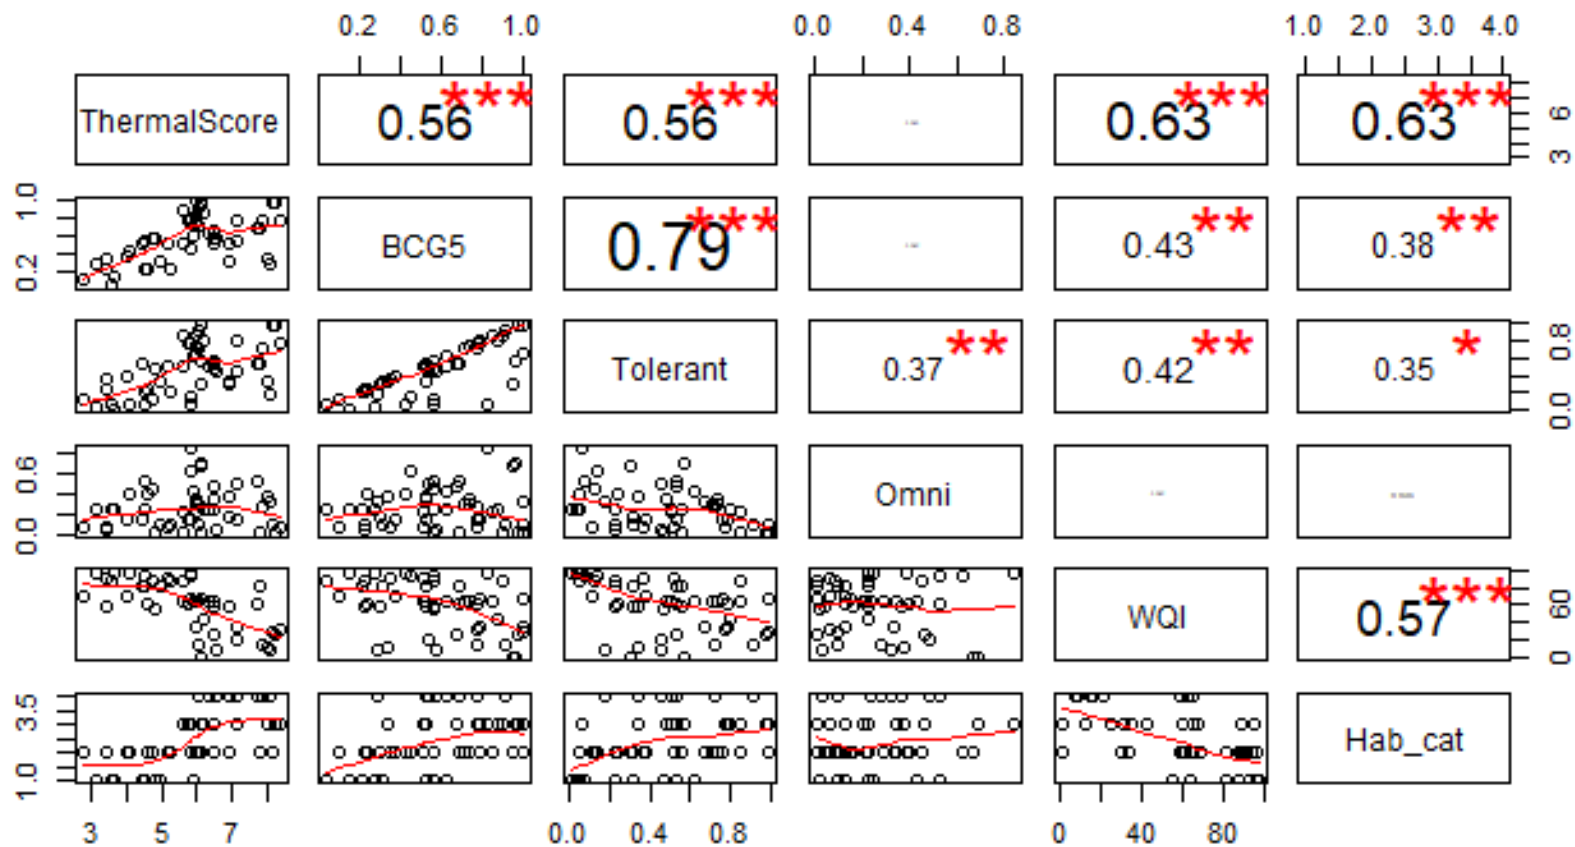 0.2 0.6 1.0 0.0 0.4 0.8 1.0 2.0 3.0 4.0
ThermalScore 0.56 *** 0.56 *** 0.63 *** 0.63 *** 3 6
0.2 1.0 BCG5 0.79 *** 0.43 ** 0.38 **
Tolerant 0.37 ** 0.42 ** 0.35 * 0.0 0.8
0.0 0.6 Omni
WQI 0.57 *** 0 60
1.0 3.5 Hab_cat
3 5 7 0.0 0.4 0.8 0 40 80